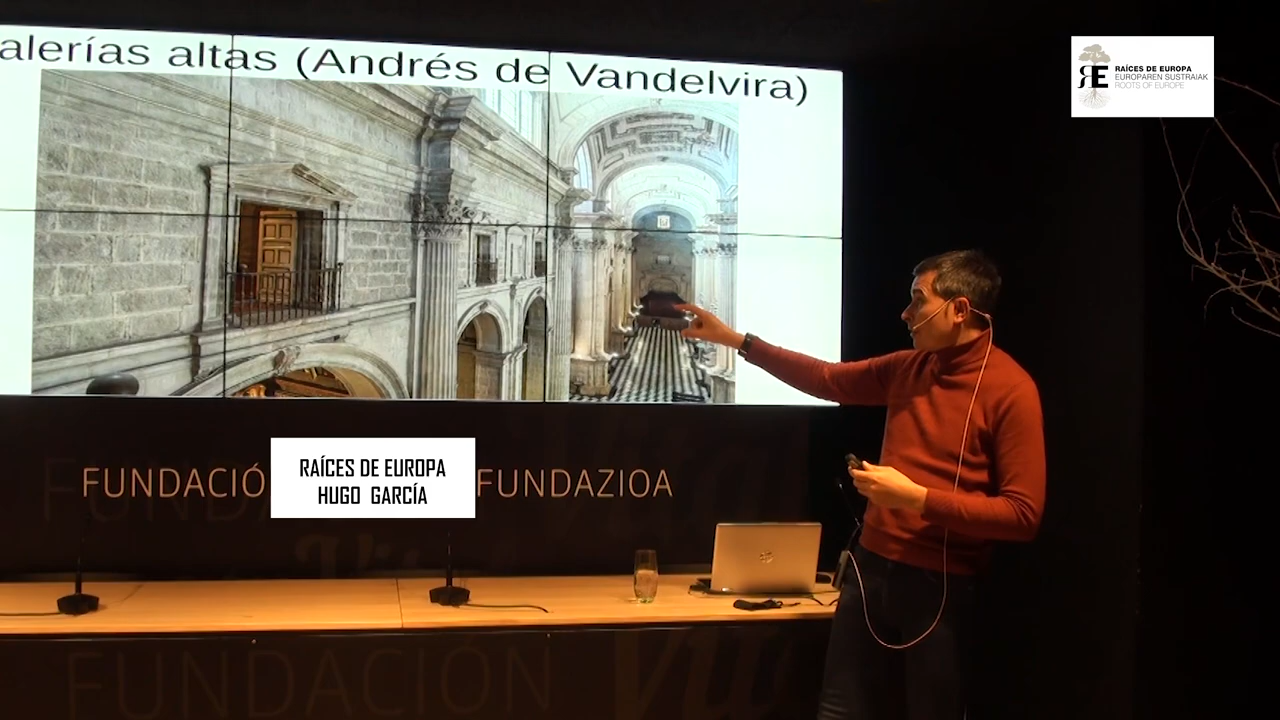 alerías altas (Andrés de Vandelvira)
RAÍCES DE EUROPA
EUROPAREN SUSTRAIAK
ROOTS OF EUROPE
FUNDACIÓ
RAÍCES DE EUROPA
HUGO GARCÍA
FUNDAZIOA
FUNDACIÓN